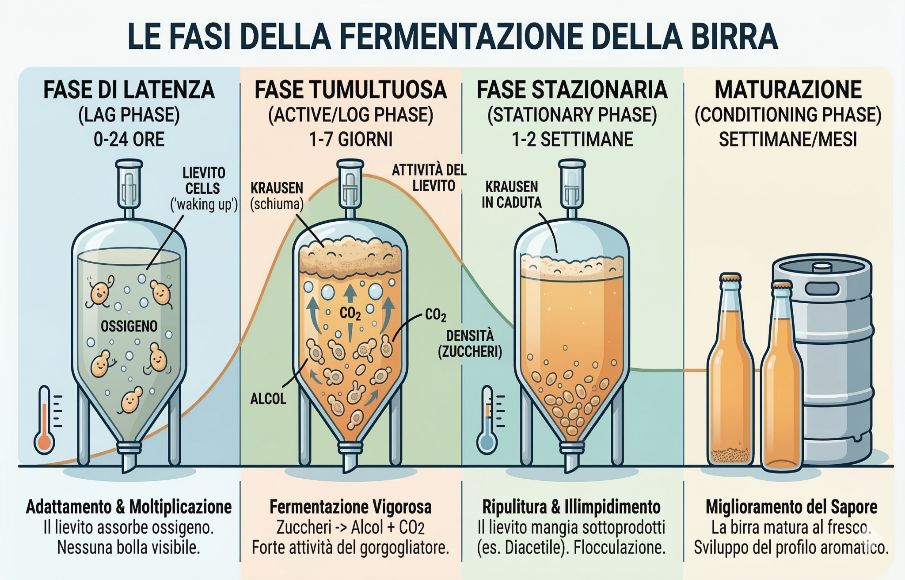 LE FASI DELLA FERMENTAZIONE DELLA BIRRA
FASE DI LATENZA
(LAG PHASE)
0-24 ORE
LIEVITO
CELLS
('waking up')
OSSIGENO
Adattamento & Moltiplicazione
Il lievito assorbe ossigeno.
Nessuna bolla visibile.
FASE TUMULTUOSA
(ACTIVE/LOG PHASE)
1-7 GIORNI
KRAUSEN
(schiuma)
ATTIVITÀ DEL
LIEVITO
CO2
CO2
ALCOL
DENSITÀ
(ZUCCHERI)
Fermentazione Vigorosa
Zuccheri -> Alcol + CO2
Forte attività del gorgogliatore.
FASE STAZIONARIA
(STATIONARY PHASE)
1-2 SETTIMANE
KRAUSEN
IN CADUTA
Ripulitura & Illimpidimento
Il lievito mangia sottoprodotti
(es. Diacetile). Flocculazione.
MATURAZIONE
(CONDITIONING PHASE)
SETTIMANE/MESI
Miglioramento del Sapore
La birra matura al fresco.
Sviluppo del profilo aromatico.